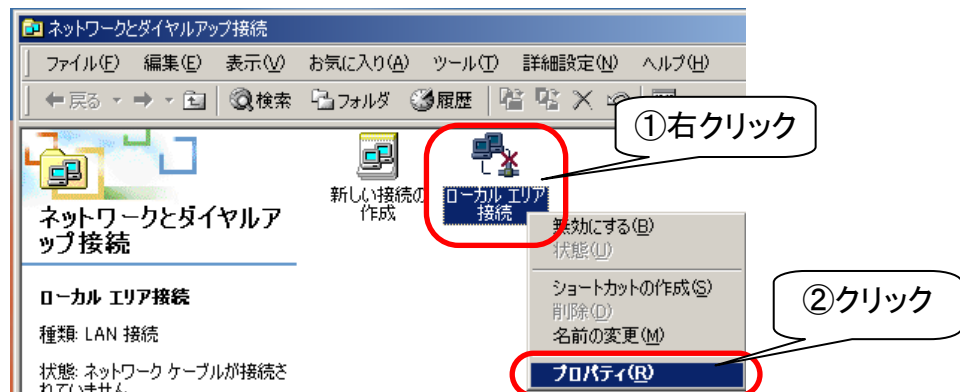 ネットワークとダイヤルアップ接続
ファイル(F) 編集(E) 表示(V) お気に入り(A) ツール(T) 詳細設定(N) ヘルプ(H)
戻る 検索 フォルダ 履歴
①右クリック
新しい接続の
作成
ローカル エリア
接続
ネットワークとダイヤルア
ップ接続
無効にする(B)
状態(U)
ショートカットの作成(S)
削除(D)
名前の変更(M)
プロパティ(R)
②クリック
ローカル エリア接続
種類: LAN 接続
状態: ネットワーク ケーブルが接続さ
れていません